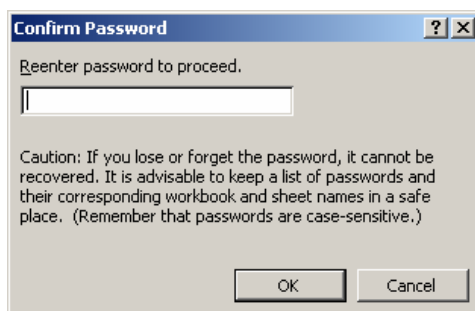 Confirm Password
Reenter password to proceed.
Caution: If you lose or forget the password, it cannot be
recovered. It is advisable to keep a list of passwords and
their corresponding workbook and sheet names in a safe
place.  (Remember that passwords are case-sensitive.)
OK
Cancel